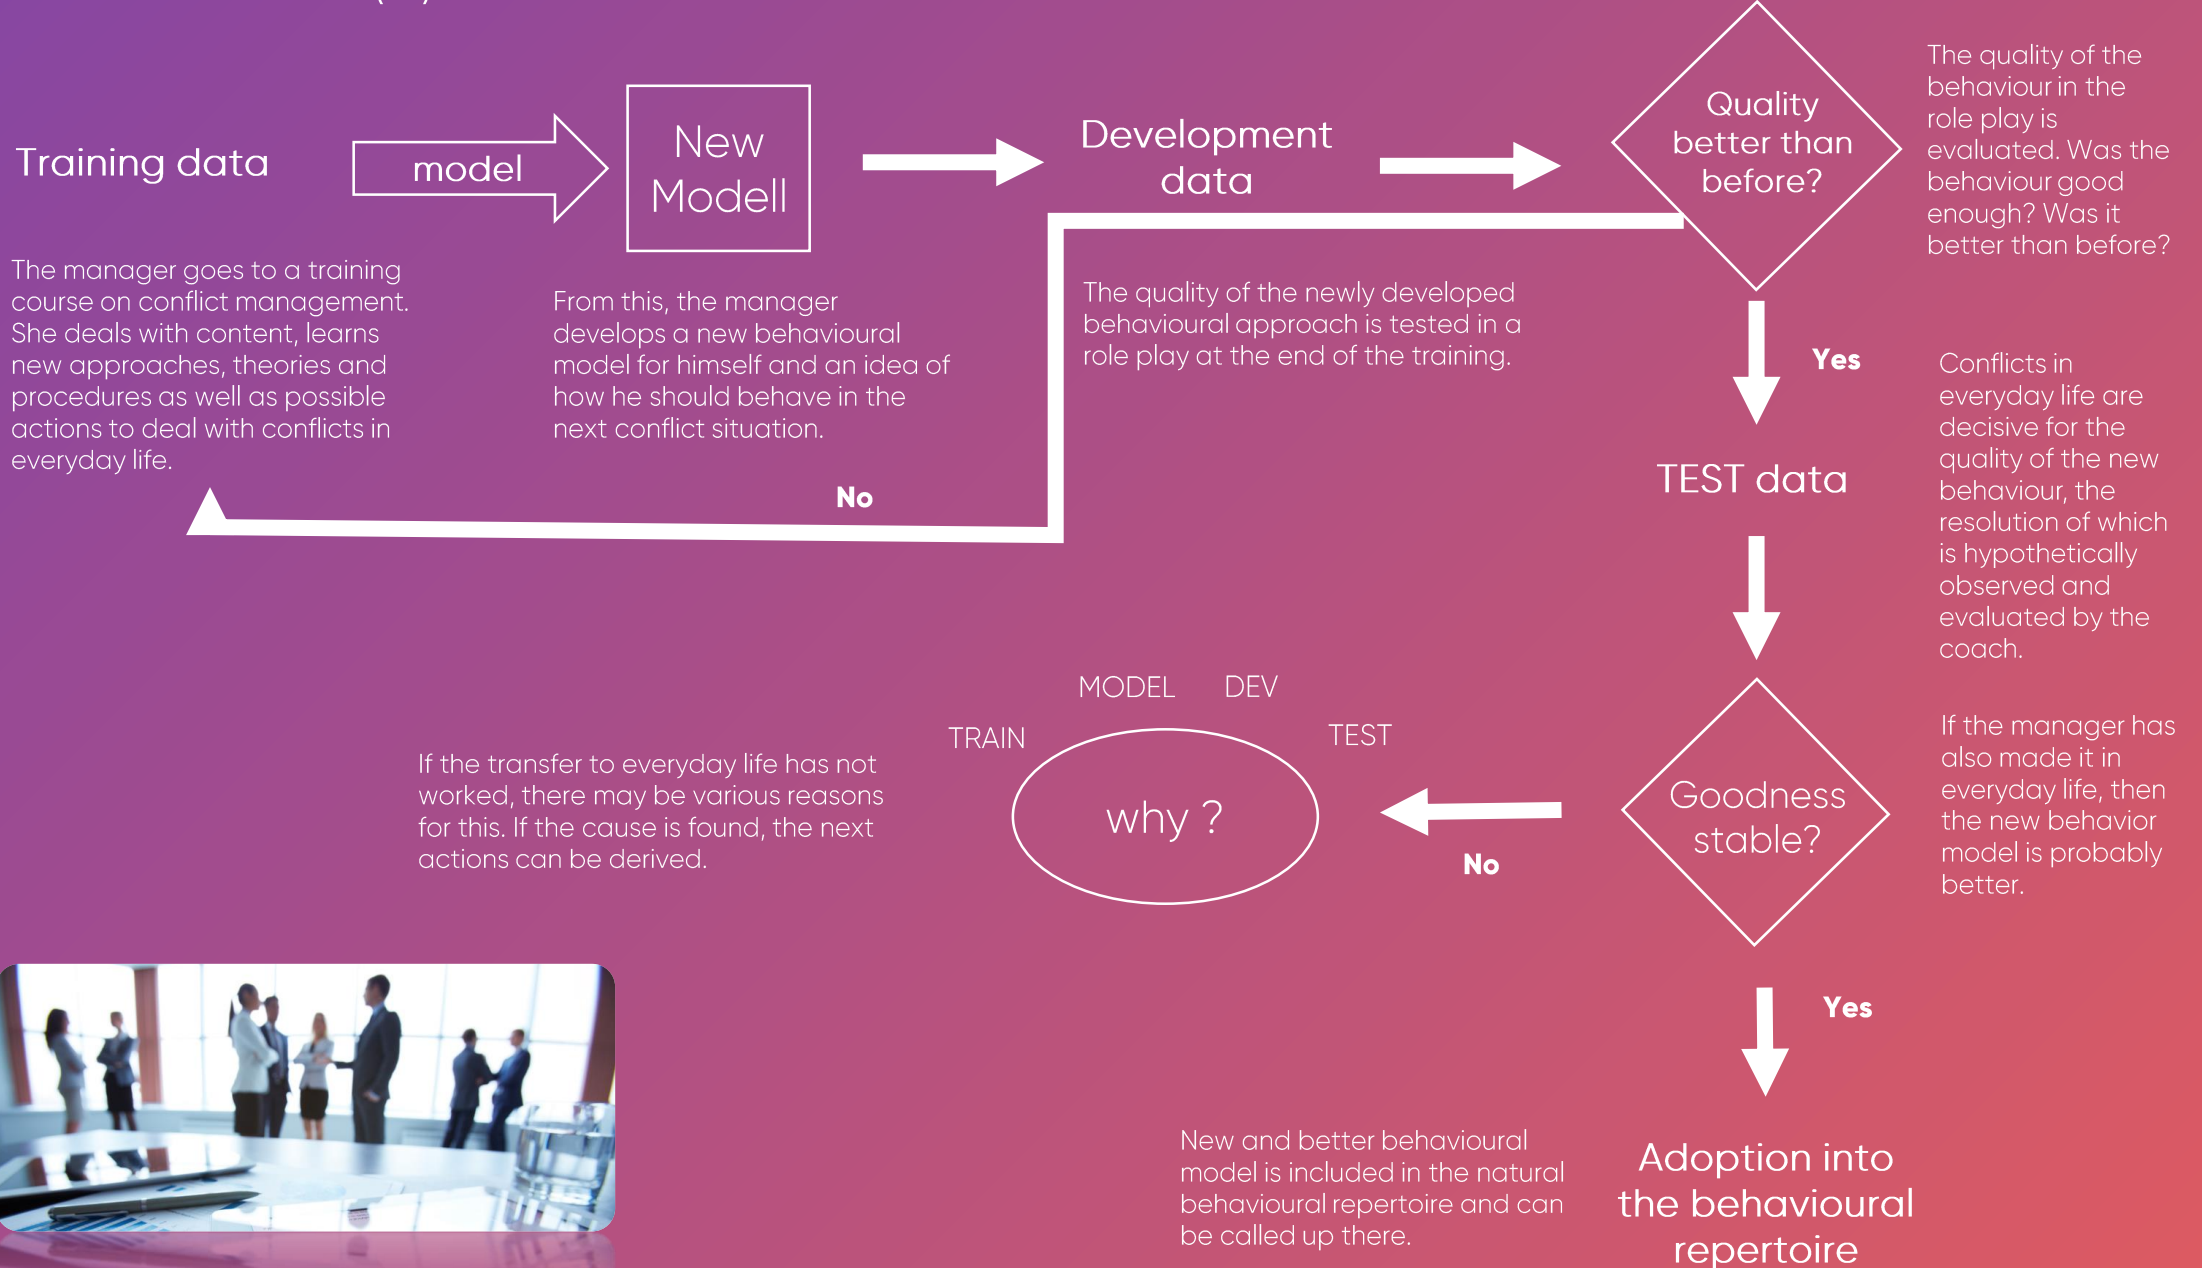 Training data
model
New
Modell
Development
data
Quality
better than
before?
The quality of the
behaviour in the
role play is
evaluated. Was the
behaviour good
enough? Was it
better than before?
The manager goes to a training
course on conflict management.
She deals with content, learns
new approaches, theories and
procedures as well as possible
actions to deal with conflicts in
everyday life.
From this, the manager
develops a new behavioural
model for himself and an idea of
how he should behave in the
next conflict situation.
The quality of the newly developed
behavioural approach is tested in a
role play at the end of the training.
Yes
No
TEST data
Conflicts in
everyday life are
decisive for the
quality of the new
behaviour, the
resolution of which
is hypothetically
observed and
evaluated by the
coach.
MODEL
DEV
TRAIN
TEST
why ?
If the transfer to everyday life has not
worked, there may be various reasons
for this. If the cause is found, the next
actions can be derived.
No
Goodness
stable?
If the manager has
also made it in
everyday life, then
the new behavior
model is probably
better.
Yes
New and better behavioural
model is included in the natural
behavioural repertoire and can
be called up there.
Adoption into
the behavioural
repertoire